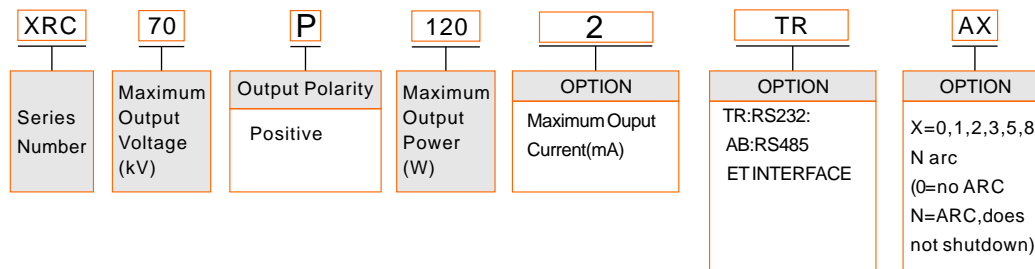 XRC 70 P 120 2 TR AX
Series
Number
Maximum
Output
Voltage
(kV)
Output Polarity
Positive
Maximum
Output
Power
(W)
OPTION
Maximum Ouput
Current(mA)
OPTION
TR:RS232:
AB:RS485
ET INTERFACE
OPTION
X=0,1,2,3,5,8
N arc
(0=no ARC
N=ARC,does
not shutdown)